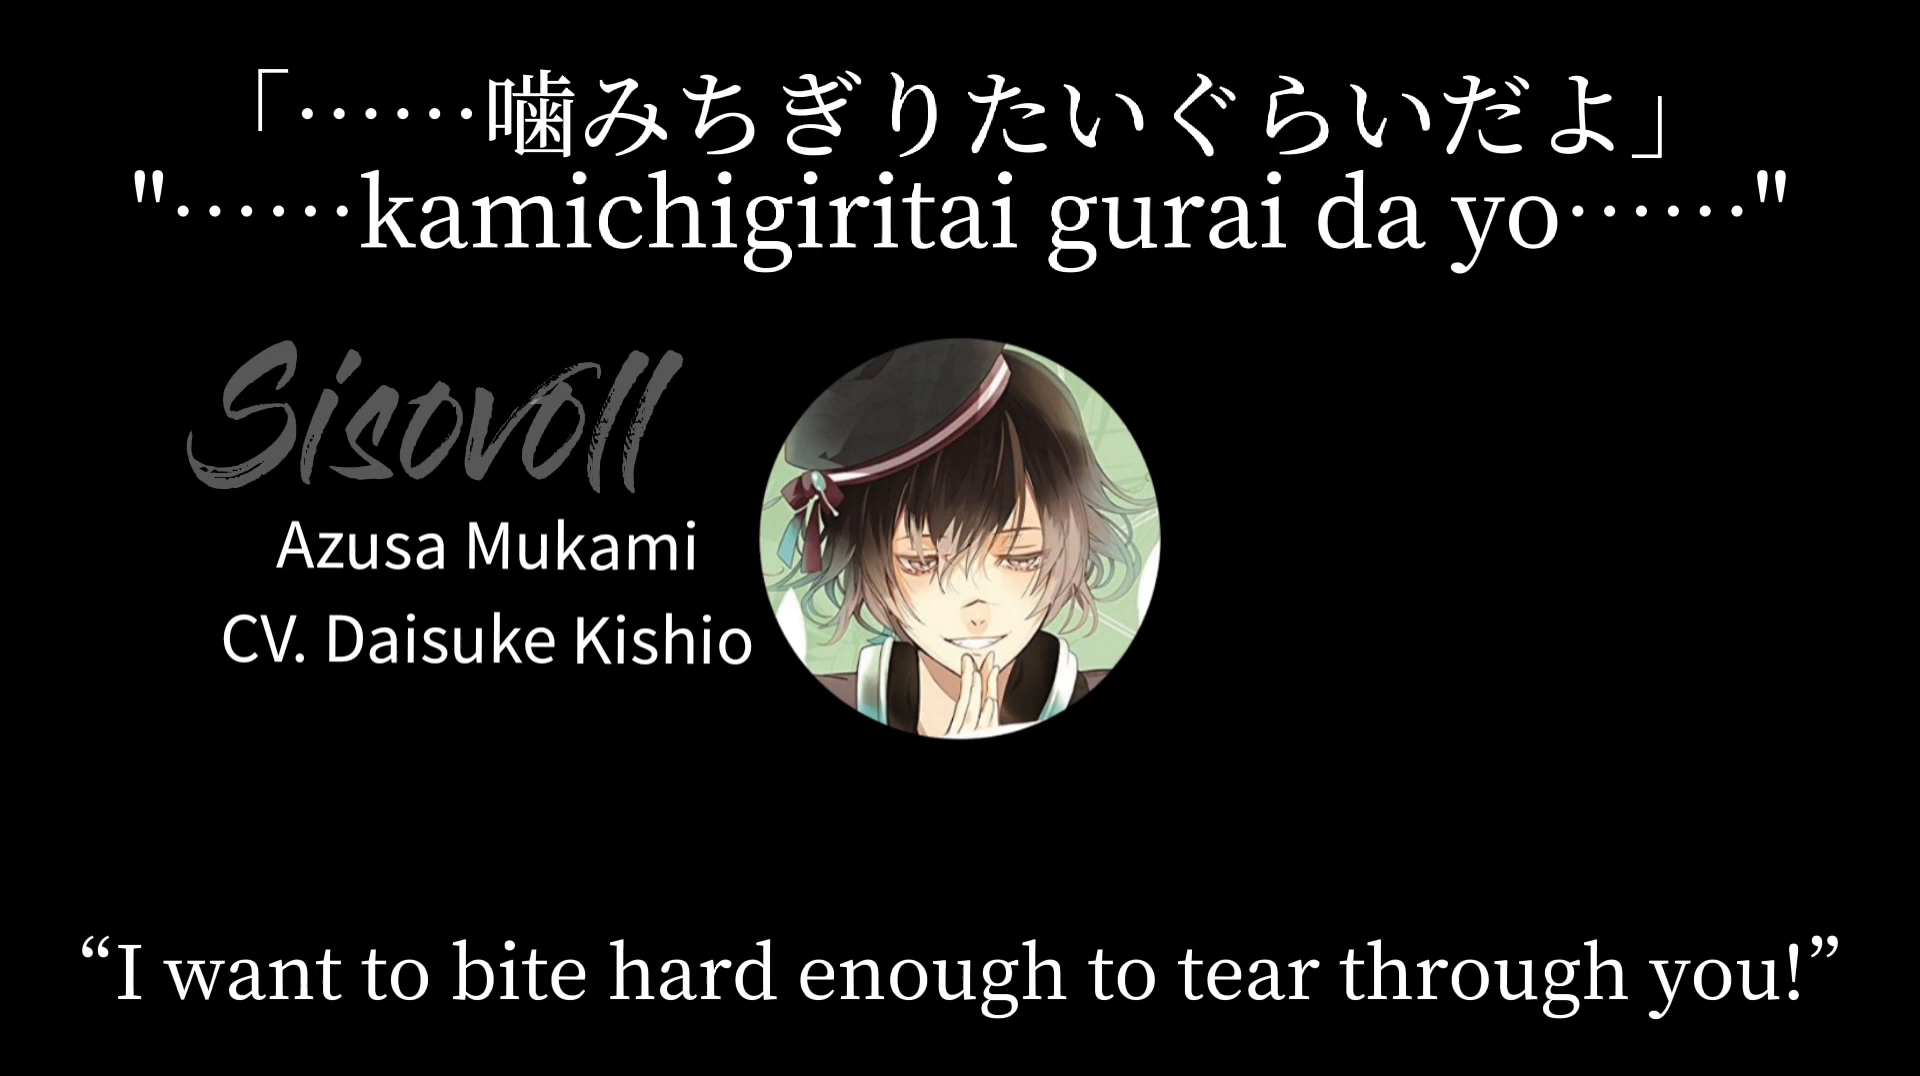 「……噛みちぎりたいぐらいだよ」
"……kamichigiritai gurai da yo……"
Sisovoll
Azusa Mukami
CV. Daisuke Kishio
“I want to bite hard enough to tear through you!”